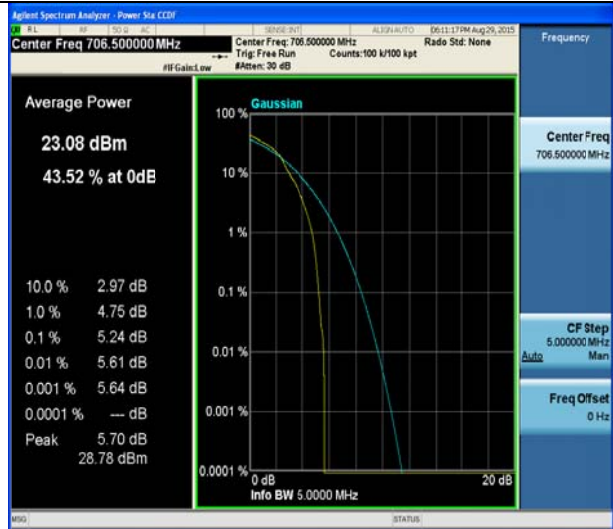 Agilent Spectrum Analyzer - Power Stat CCDF
RL RF 50 Ω AC SENSE:INT ALIGN AUTO 06:11:17 PM Aug 29, 2015
Center Freq 706.500000 MHz
Center Freq: 706.500000 MHz Rado Std: None
Trig: Free Run Counts:100 k/100 kpt
#IFGain:Low #Atten: 30 dB
Frequency
Average Power
23.08 dBm
43.52 % at 0dB
10.0 % 2.97 dB
1.0 % 4.75 dB
0.1 % 5.24 dB
0.01 % 5.61 dB
0.001 % 5.64 dB
0.0001 % --- dB
Peak 5.70 dB
28.78 dBm
Gaussian
100 %
10 %
1 %
0.1 %
0.01 %
0.001 %
0.0001 %
0 dB 20 dB
Info BW 5.0000 MHz
Center Freq
706.500000 MHz
CF Step
5.000000 MHz
Auto Man
Freq Offset
0 Hz
MSG STATUS